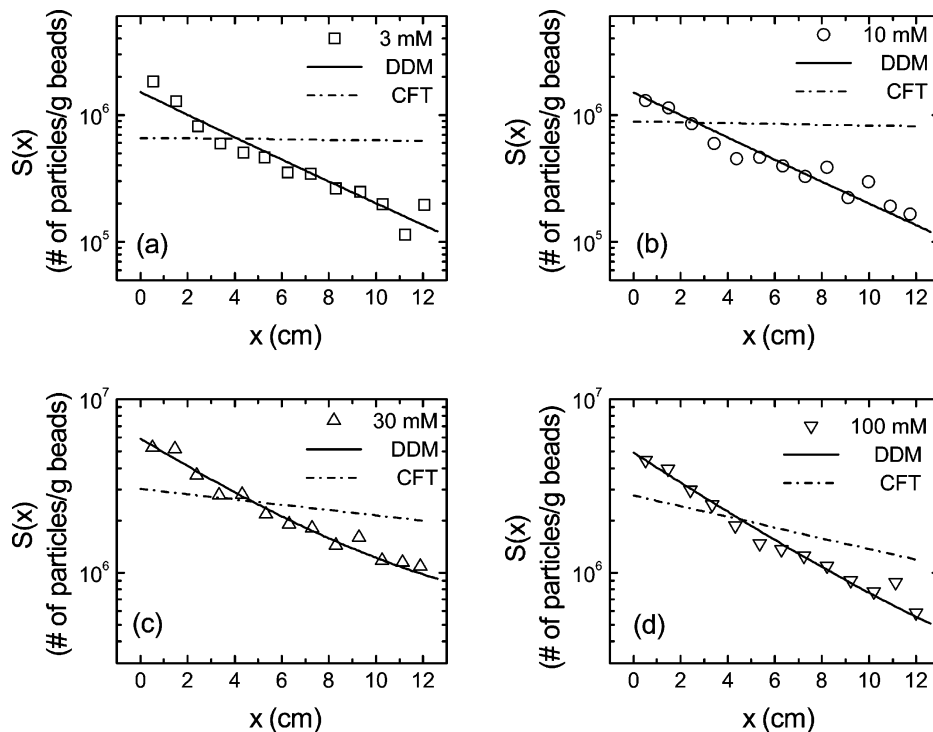 3 mM
DDM
CFT
S(x)
(# of particles/g beads)
10^6
10^5
(a)
0 2 4 6 8 10 12
x (cm)
10 mM
DDM
CFT
S(x)
(# of particles/g beads)
10^6
10^5
(b)
0 2 4 6 8 10 12
x (cm)
30 mM
DDM
CFT
S(x)
(# of particles/g beads)
10^7
10^6
(c)
0 2 4 6 8 10 12
x (cm)
100 mM
DDM
CFT
S(x)
(# of particles/g beads)
10^7
10^6
(d)
0 2 4 6 8 10 12
x (cm)